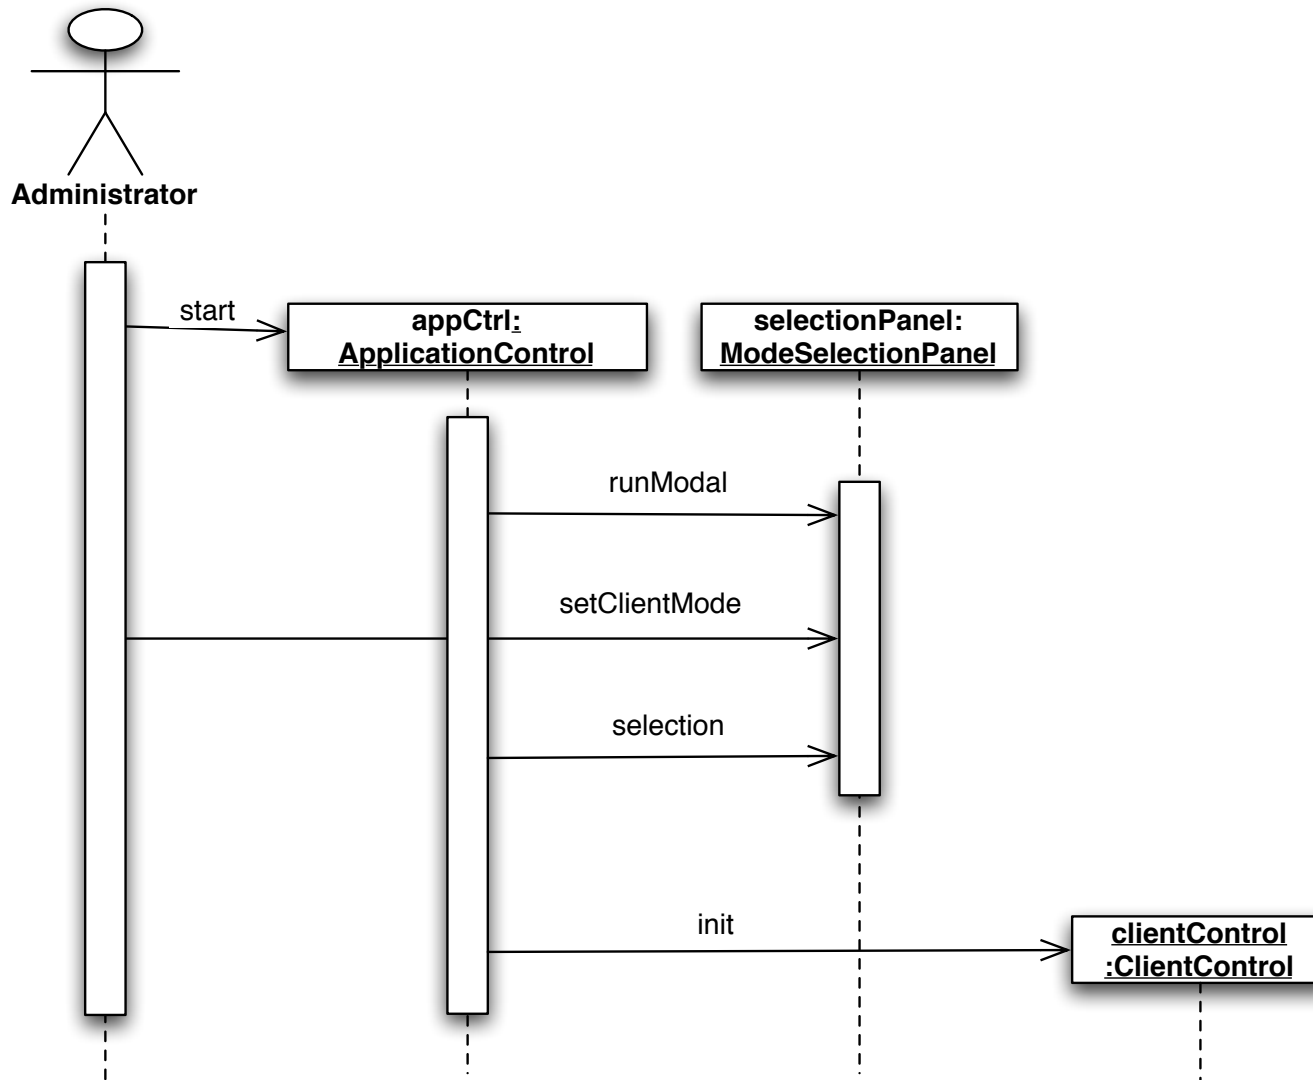 Administrator
start
appCtrl:
ApplicationControl
selectionPanel:
ModeSelectionPanel
runModal
setClientMode
selection
init
clientControl
:ClientControl